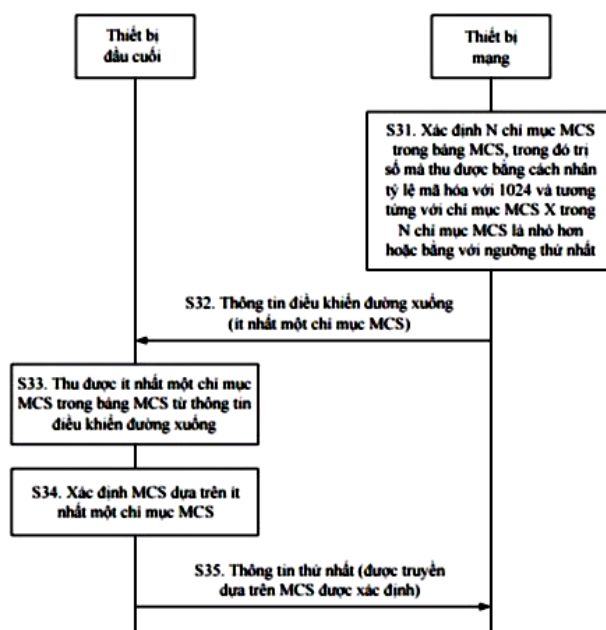 Thiết bị
đầu cuối
Thiết bị
mạng
S31. Xác định N chỉ mục MCS
trong bảng MCS, trong đó trị
số mà thu được bằng cách nhân
tỷ lệ mã hóa với 1024 và tương
tứng với chỉ mục MCS X trong
N chỉ mục MCS là nhỏ hơn
hoặc bằng với ngưỡng thứ nhất
S32. Thông tin điều khiển đường xuống
(ít nhất một chỉ mục MCS)
S33. Thu được ít nhất một chỉ mục
MCS trong bảng MCS từ thông tin
điều khiển đường xuống
S34. Xác định MCS dựa trên ít
nhất một chỉ mục MCS
S35. Thông tin thứ nhất (được truyền
dựa trên MCS được xác định)